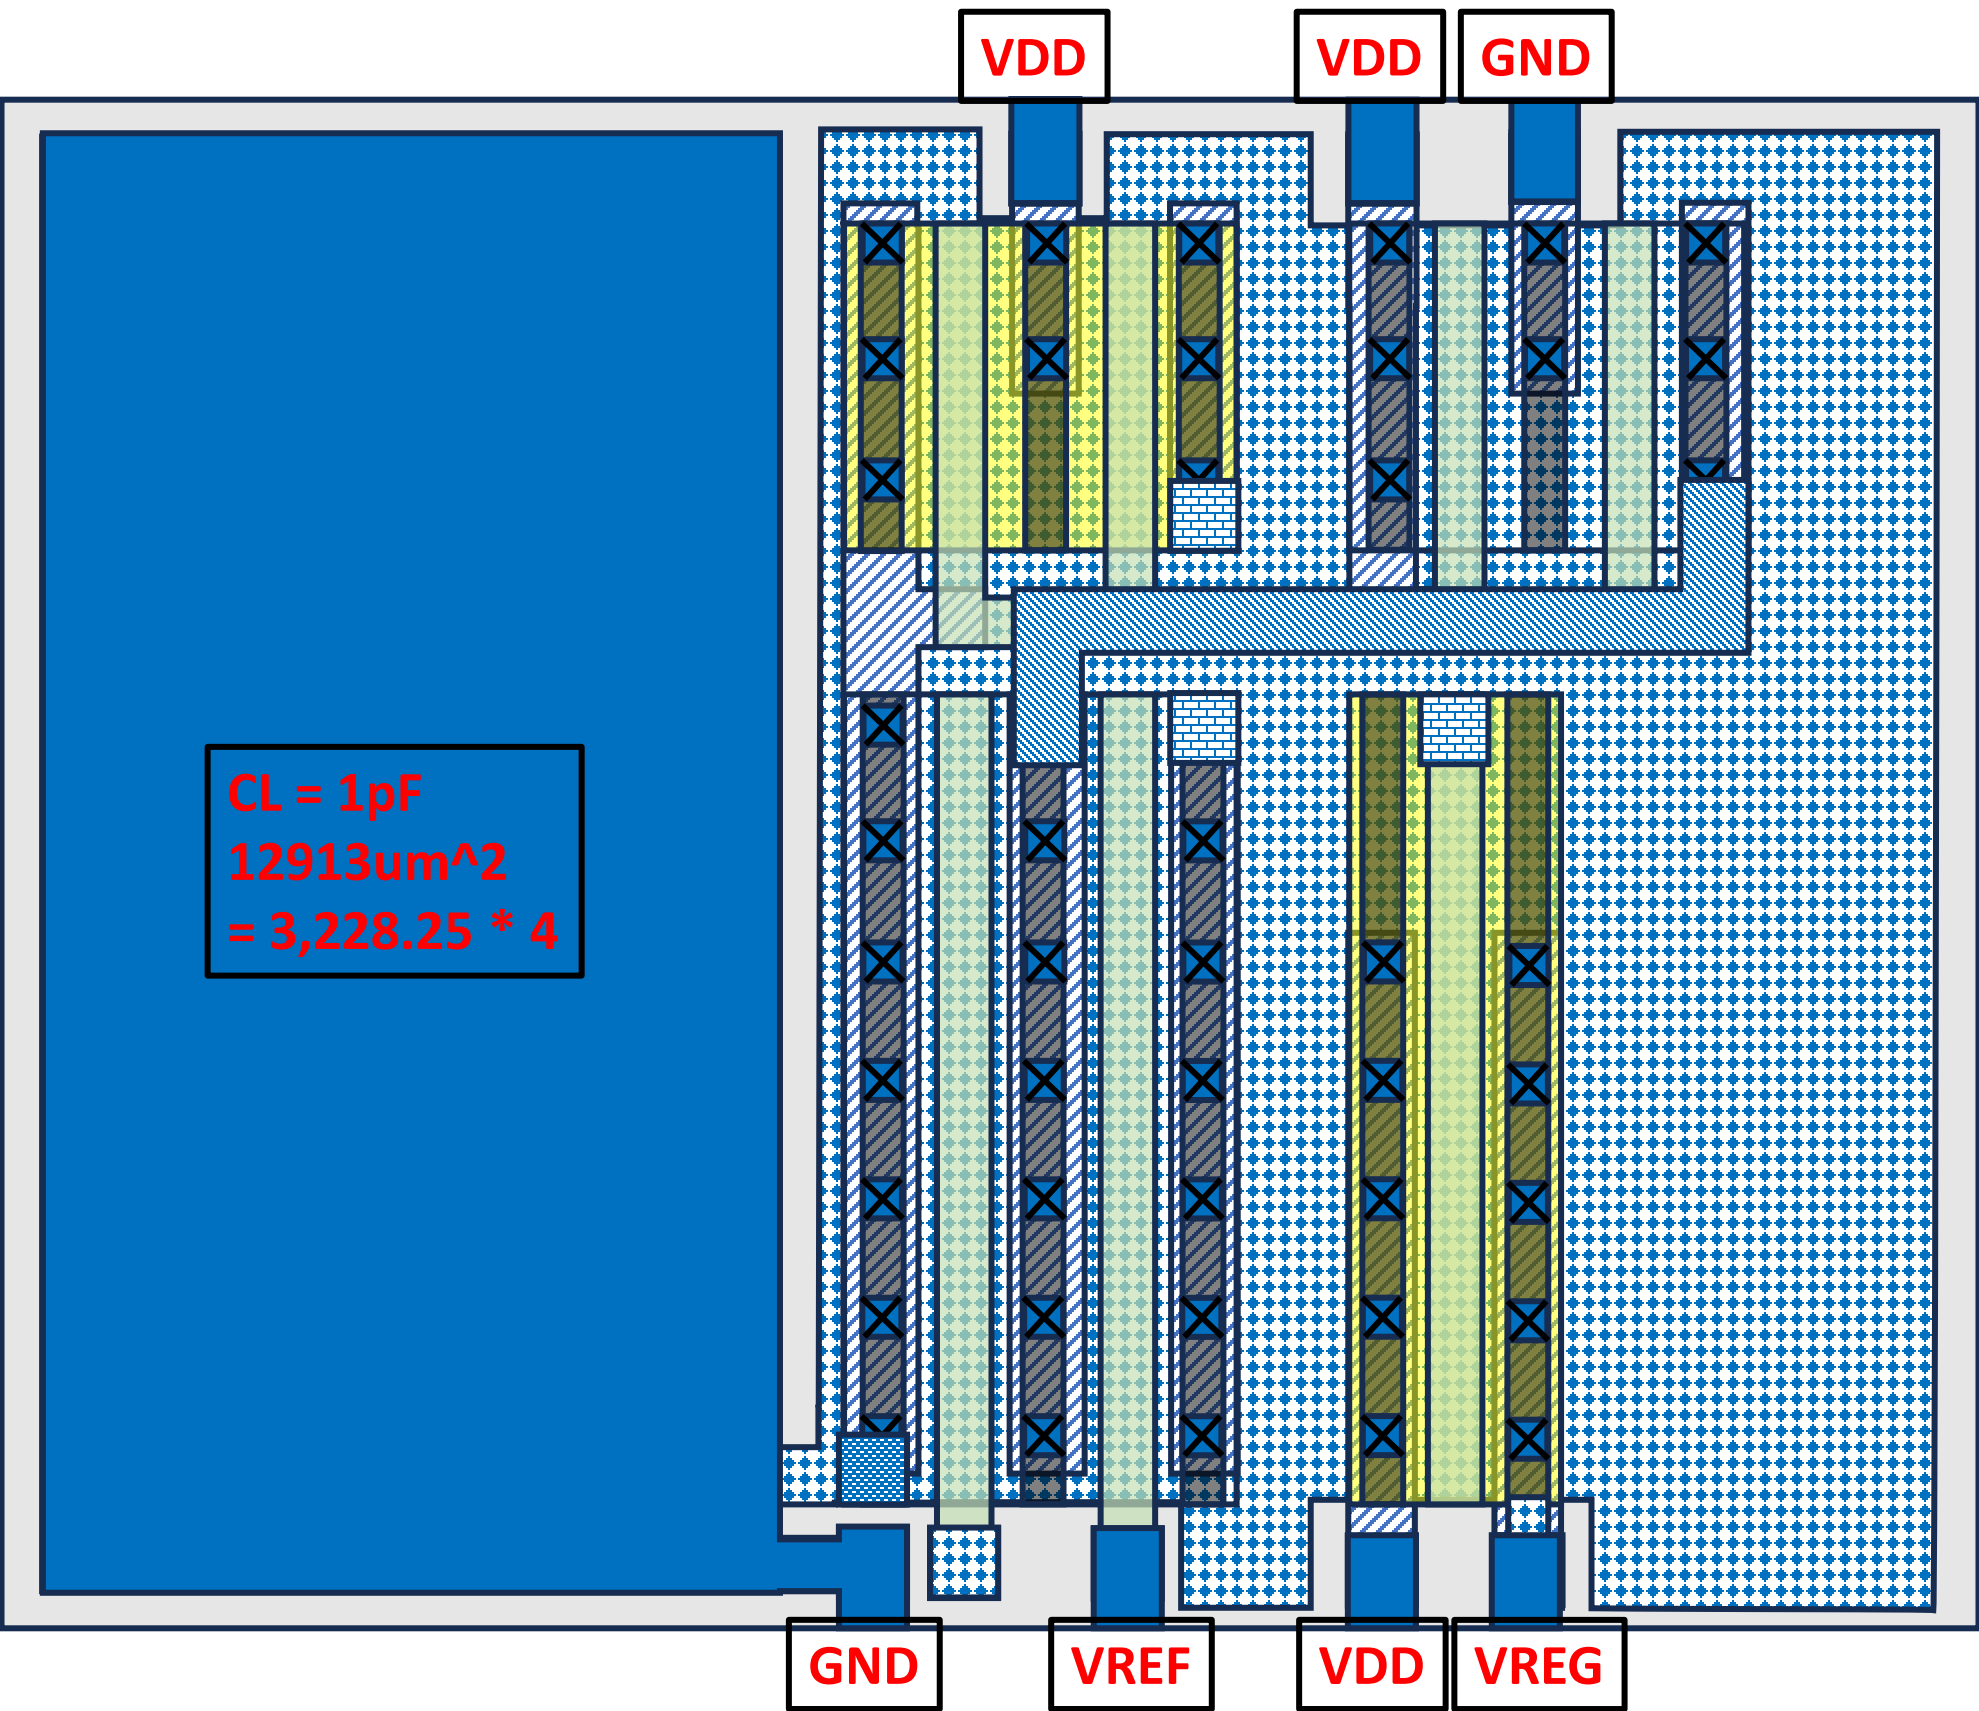 VDD
VDD
GND
CL = 1pF
12913um^2
= 3,228.25 * 4
GND
VREF
VDD
VREG